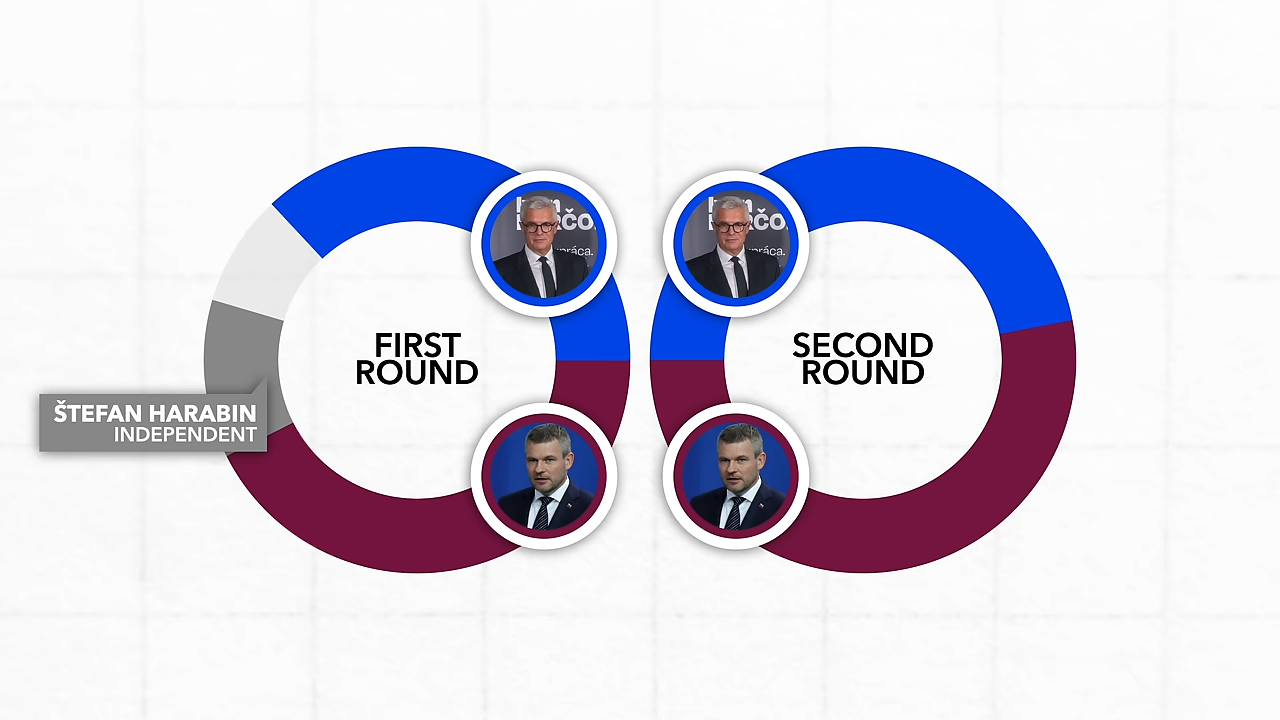 FIRST
ROUND
SECOND
ROUND
ŠTEFAN HARABIN
INDEPENDENT